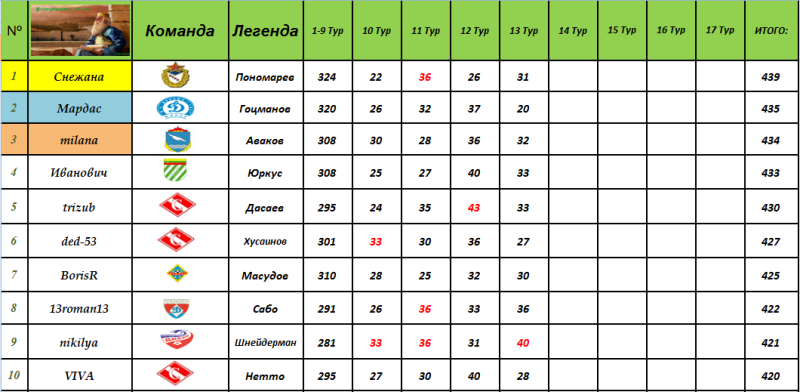 № Команда Легенда 1-9 Тур 10 Тур 11 Тур 12 Тур 13 Тур 14 Тур 15 Тур 16 Тур 17 Тур ИТОГО:
1 Снежана Пономарев 324 22 36 26 31 439
2 Мардас Гоцманов 320 26 32 37 20 435
3 milana Аваков 308 30 28 36 32 434
4 Иванович Юркус 308 25 27 40 33 433
5 trizub Дасаев 295 24 35 43 33 430
6 ded-53 Хусаинов 301 33 30 36 27 427
7 BorisR Масудов 310 28 25 32 30 425
8 13roman13 Сабо 291 26 36 33 36 422
9 nikilya Шнейдерман 281 33 36 31 40 421
10 VIVA Нетто 295 27 30 40 28 420